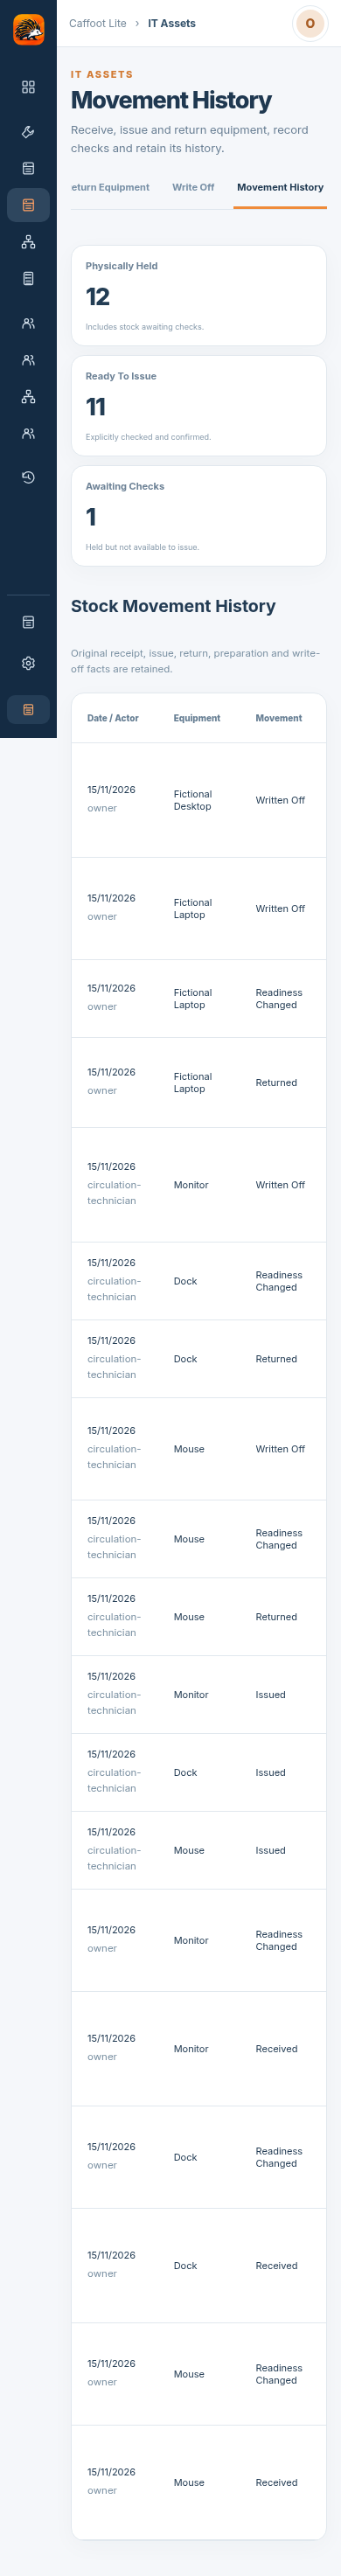 Caffoot Lite › IT Assets
O
IT ASSETS
Movement History
Receive, issue and return equipment, record
checks and retain its history.
eturn Equipment Write Off Movement History
Physically Held
12
Includes stock awaiting checks.
Ready To Issue
11
Explicitly checked and confirmed.
Awaiting Checks
1
Held but not available to issue.
Stock Movement History
Original receipt, issue, return, preparation and write-
off facts are retained.
Date / Actor Equipment Movement
15/11/2026
owner
Fictional
Desktop
Written Off
15/11/2026
owner
Fictional
Laptop
Written Off
15/11/2026
owner
Fictional
Laptop
Readiness
Changed
15/11/2026
owner
Fictional
Laptop
Returned
15/11/2026
circulation-
technician
Monitor
Written Off
15/11/2026
circulation-
technician
Dock
Readiness
Changed
15/11/2026
circulation-
technician
Dock
Returned
15/11/2026
circulation-
technician
Mouse
Written Off
15/11/2026
circulation-
technician
Mouse
Readiness
Changed
15/11/2026
circulation-
technician
Mouse
Returned
15/11/2026
circulation-
technician
Monitor
Issued
15/11/2026
circulation-
technician
Dock
Issued
15/11/2026
circulation-
technician
Mouse
Issued
15/11/2026
owner
Monitor
Readiness
Changed
15/11/2026
owner
Monitor
Received
15/11/2026
owner
Dock
Readiness
Changed
15/11/2026
owner
Dock
Received
15/11/2026
owner
Mouse
Readiness
Changed
15/11/2026
owner
Mouse
Received